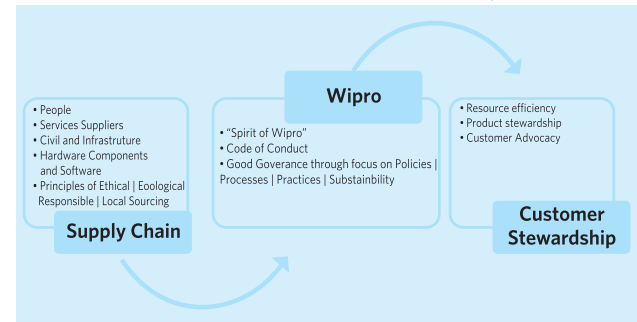 • People
• Services Suppliers
• Civil and Infrastruture
• Hardware Components
and Software
• Principles of Ethical | Eoological
Responsible | Local Sourcing
Supply Chain
Wipro
• “Spirit of Wipro”
• Code of Conduct
• Good Goverance through focus on Policies |
Processes | Practices | Substainbility
• Resource efficiency
• Product stewardship
• Customer Advocacy
Customer
Stewardship